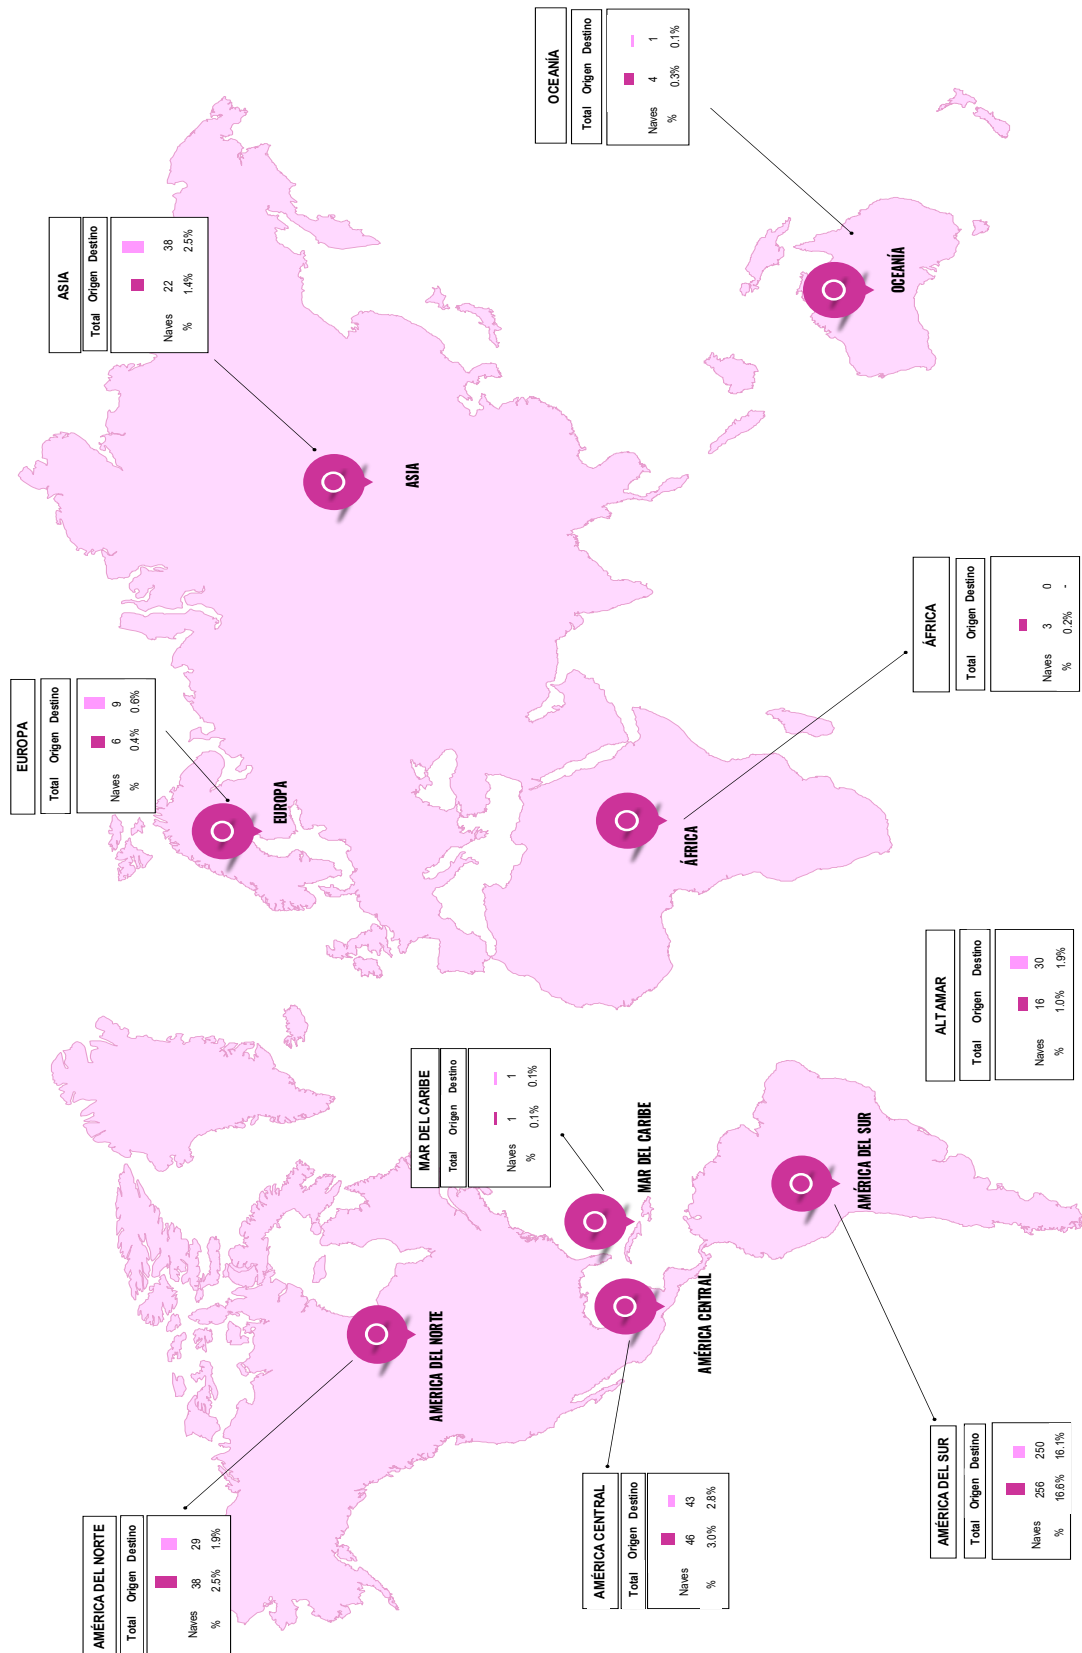 EUROPA
Total Origen Destino
Naves 6 9
% 0.4% 0.6%
ASIA
Total Origen Destino
Naves 22 38
% 1.4% 2.5%
AMÉRICA DEL NORTE
Total Origen Destino
Naves 38 29
% 2.5% 1.9%
EUROPA
ASIA
MAR DEL CARIBE
Total Origen Destino
Naves 1 1
% 0.1% 0.1%
AMERICA DEL NORTE
OCEANÍA
Total Origen Destino
Naves 4 1
% 0.3% 0.1%
AMÉRICA CENTRAL
Total Origen Destino
Naves 46 43
% 3.0% 2.8%
MAR DEL CARIBE
ÁFRICA
AMÉRICA CENTRAL
AMÉRICA DEL SUR
OCEANÍA
ÁFRICA
Total Origen Destino
Naves 3 0
% 0.2% -
ALTAMAR
Total Origen Destino
Naves 16 30
% 1.0% 1.9%
AMÉRICA DEL SUR
Total Origen Destino
Naves 256 250
% 16.6% 16.1%